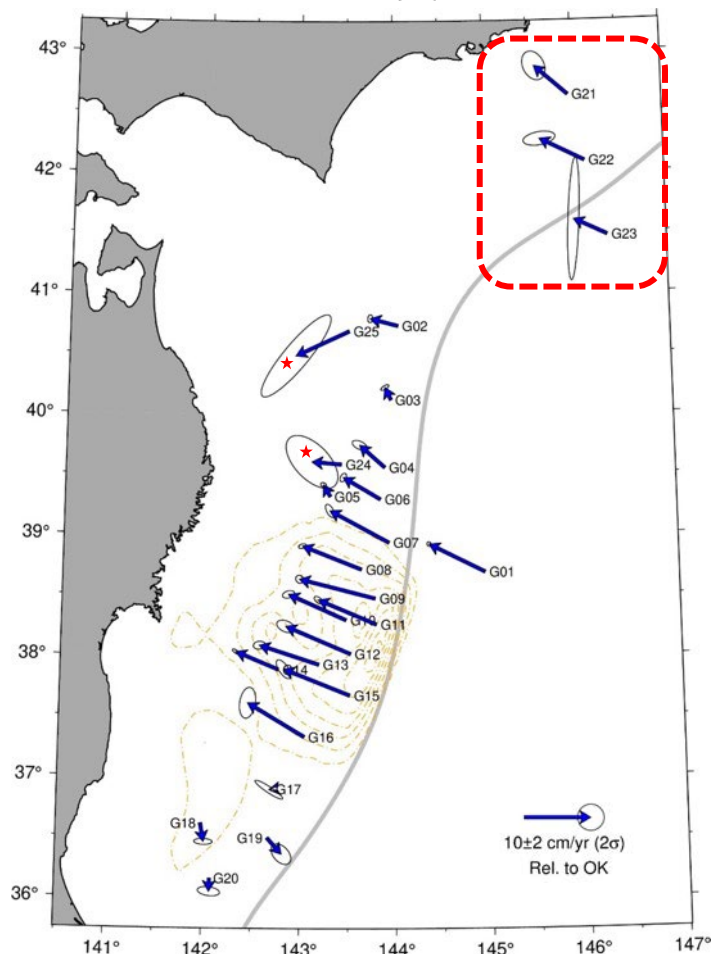 43°
42°
41°
40°
39°
38°
37°
36°
G21
G22
G23
G02
G25
G03
G24
G04
G05
G06
G07
G01
G08
G09
G10
G11
G12
G13
G14
G15
G16
G17
G18
G19
G20
10±2 cm/yr (2σ)
Rel. to OK
141°
142°
143°
144°
145°
146°
147°